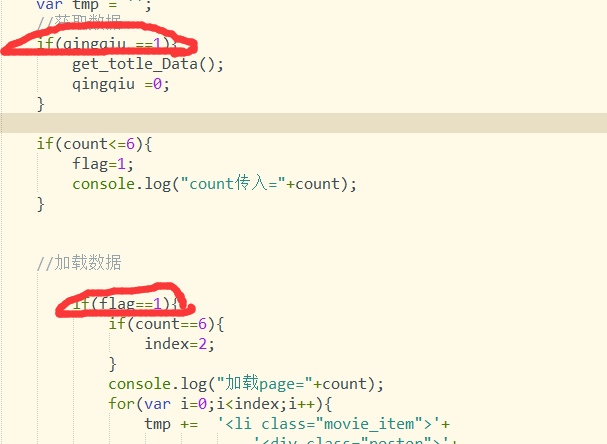 var tmp = '';
//获取数据
if(qingqiu ==1){
get_totle_Data();
qingqiu =0;
}
if(count<=6){
flag=1;
console.log("count传入="+count);
}
//加载数据
if(flag==1){
if(count==6){
index=2;
}
console.log("加载page="+count);
for(var i=0;i<index;i++){
tmp += '<li class="movie_item">'+
'<div class="poster">'+